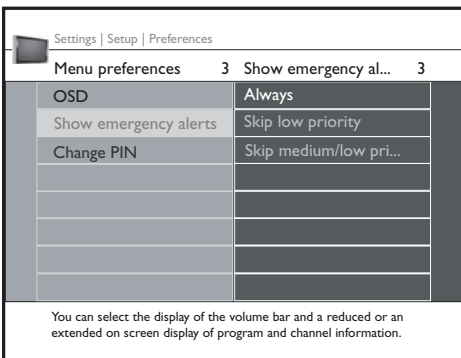 Settings | Setup | Preferences
Menu preferences 3 Show emergency al... 3
OSD Always
Show emergency alerts Skip low priority
Change PIN Skip medium/low pri...
You can select the display of the volume bar and a reduced or an
extended on screen display of program and channel information.